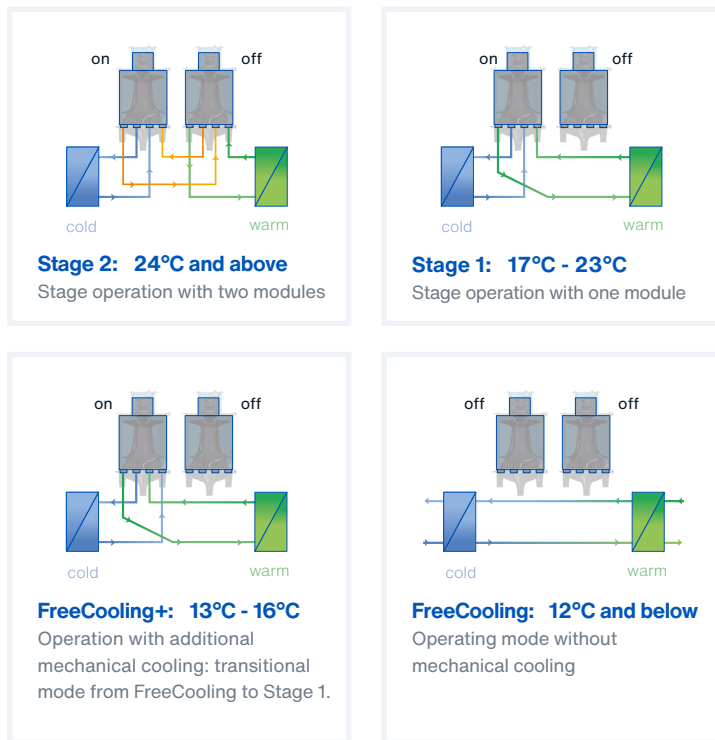 on
off
cold
warm
Stage 2: 24°C and above
Stage operation with two modules
on
off
cold
warm
Stage 1: 17°C - 23°C
Stage operation with one module
on
off
cold
warm
FreeCooling+: 13°C - 16°C
Operation with additional
mechanical cooling: transitional
mode from FreeCooling to Stage 1.
off
off
cold
warm
FreeCooling: 12°C and below
Operating mode without
mechanical cooling